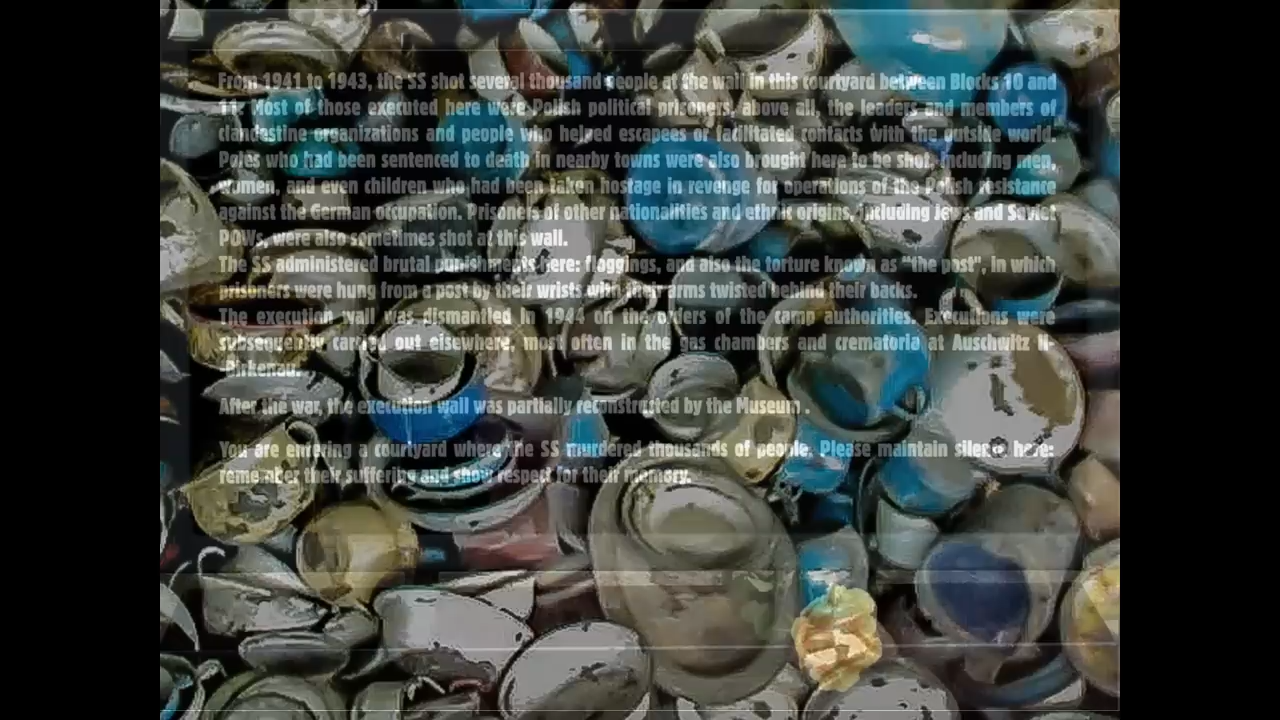 From 1941 to 1943, the SS shot several thousand people at the wall in this courtyard between Blocks 10 and
11. Most of those executed here were Polish political prisoners, above all, the leaders and members of
clandestine organizations and people who helped escapees or facilitated contacts with the outside world.
Poles who had been sentenced to death in nearby towns were also brought here to be shot, including men,
women, and even children who had been taken hostage in revenge for operations of the Polish resistance
against the German occupation. Prisoners of other nationalities and ethnic origins, including Jews and Soviet
POWs, were also sometimes shot at this wall.
The SS administered brutal punishments here: floggings, and also the torture known as "the post", in which
prisoners were hung from a post by their wrists with their arms twisted behind their backs.
The execution wall was dismantled in 1944 on the orders of the camp authorities. Executions were
subsequently carried out elsewhere, most often in the gas chambers and crematoria at Auschwitz II-
-Birkenau.
After the war, the execution wall was partially reconstructed by the Museum .
You are entering a courtyard where the SS murdered thousands of people. Please maintain silence here:
remember their suffering and show respect for their memory.